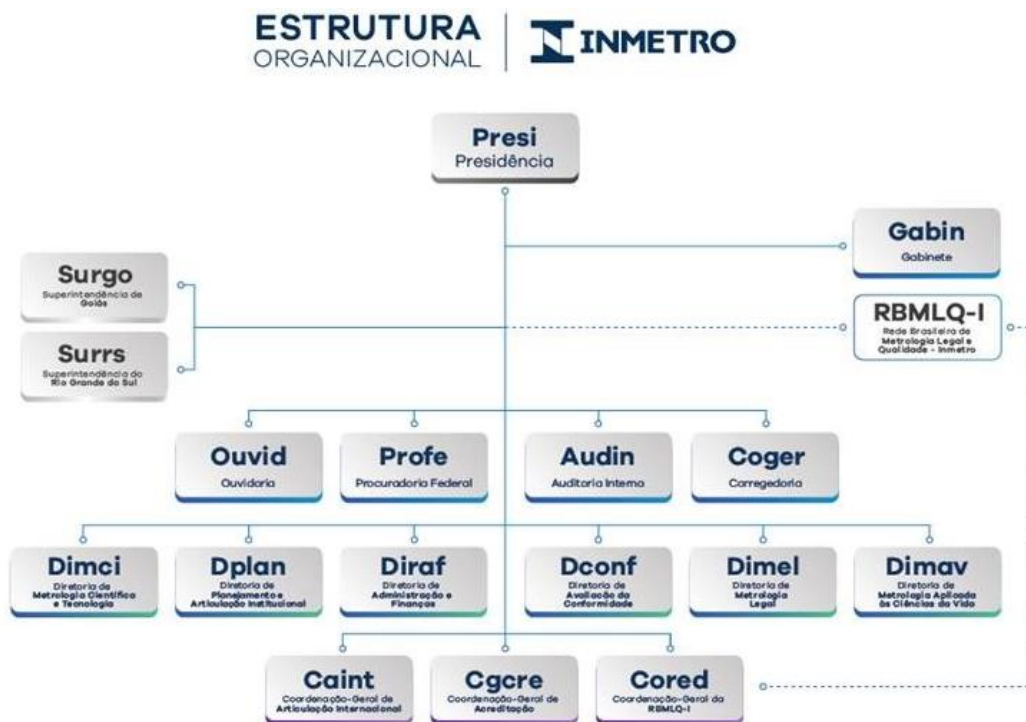 ESTRUTURA
ORGANIZACIONAL
INMETRO
Presi
Presidência
Gabin
Gabinete
Surgo
Superintendência de
Goiás
RBMLQ-I
Rede Brasileira de
Metrologia Legal e
Qualidade - Inmetro
Surrs
Superintendência do
Rio Grande do Sul
Ouvid
Ouvidoria
Profe
Procuradoria Federal
Audin
Auditoria Interna
Coger
Corregedoria
Dimci
Diretoria de
Metrologia Científica
e Tecnologia
Dplan
Diretoria de
Planejamento e
Articulação Institucional
Diraf
Diretoria de
Administração e
Finanças
Dconf
Diretoria de
Avaliação da
Conformidade
Dimel
Diretoria de
Metrologia
Legal
Dimav
Diretoria de
Metrologia Aplicada
às Ciências da Vida
Caint
Coordenação-Geral de
Articulação Internacional
Cgcre
Coordenação-Geral de
Acreditação
Cored
Coordenação-Geral da
RBMLQ-I